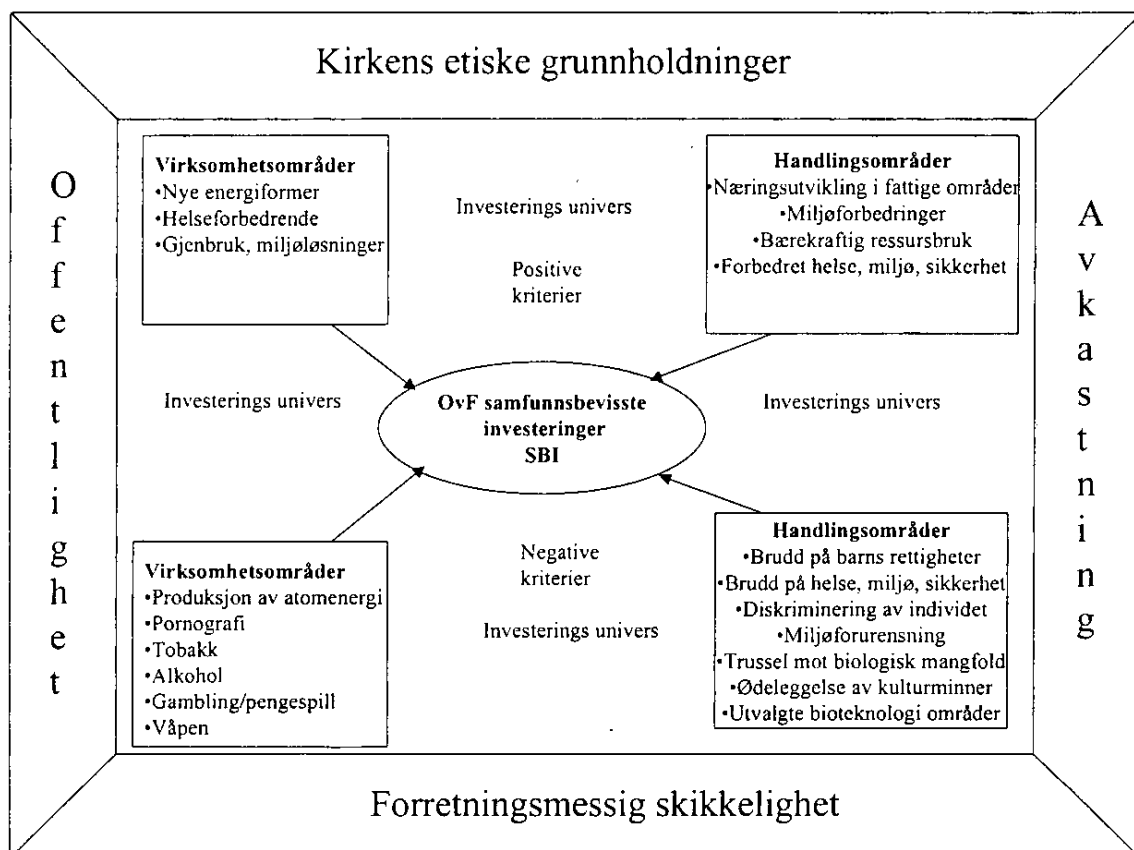 Kirkens etiske grunnholdninger
Offentlighet
Virksomhetsområder
•Nye energiformer
•Helseforbedrende
•Gjenbruk, miljøløsninger
Investerings univers
Positive
kriterier
Handlingsområder
•Næringsutvikling i fattige områder
•Miljøforbedringer
•Bærekraftig ressursbruk
•Forbedret helse, miljø, sikkerhet
Avkastning
Investerings univers
OvF samfunnsbevisste
investeringer
SBI
Investerings univers
Virksomhetsområder
•Produksjon av atomenergi
•Pornografi
•Tobakk
•Alkohol
•Gambling/pengespill
•Våpen
Negative
kriterier
Investerings univers
Handlingsområder
•Brudd på barns rettigheter
•Brudd på helse, miljø, sikkerhet
•Diskriminering av individet
•Miljøforurensning
•Trussel mot biologisk mangfold
•Ødeleggelse av kulturminner
•Utvalgte bioteknologi områder
Forretningsmessig skikkelighet